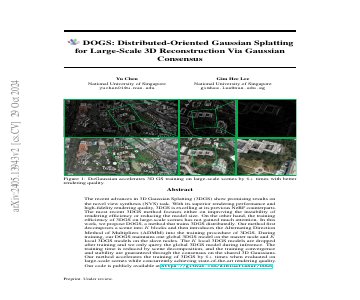 DOGS: Distributed-Oriented Gaussian Splatting
for Large-Scale 3D Reconstruction Via Gaussian
Consensus
Yu Chen
National University of Singapore
Gim Hee Lee
National University of Singapore
arXiv:2405.13943v2 [cs.CV] 29 Oct 2024
Figure 1: DoGaussian accelerates 3D GS training on large-scale scenes by 6+ times with better
rendering quality.
Abstract
The recent advances in 3D Gaussian Splatting (3DGS) show promising results on
the novel view synthesis (NVS) task. With its superior rendering performance and
high-fidelity rendering quality, 3DGS is excelling at its previous NeRF counterparts.
The most recent 3DGS method focuses either on improving the instability of
rendering efficiency or reducing the model size. On the other hand, the training
efficiency of 3DGS on large-scale scenes has not gained much attention. In this
work, we propose DOGS, a method that trains 3DGS distributedly. Our method first
decomposes a scene into K blocks and then introduces the Alternating Direction
Method of Multipliers (ADMM) into the training procedure of 3DGS. During
training, our DOGS maintains one global 3DGS model on the master node and K
local 3DGS models on the slave nodes. The K local 3DGS models are dropped
after training and we only query the global 3DGS model during inference. The
training time is reduced by scene decomposition, and the training convergence
and stability are guaranteed through the consensus on the shared 3D Gaussians.
Our method accelerates the training of 3DGS by 6+ times when evaluated on
large-scale scenes while concurrently achieving state-of-the-art rendering quality.
Our code is publicly available at
Preprint. Under review.